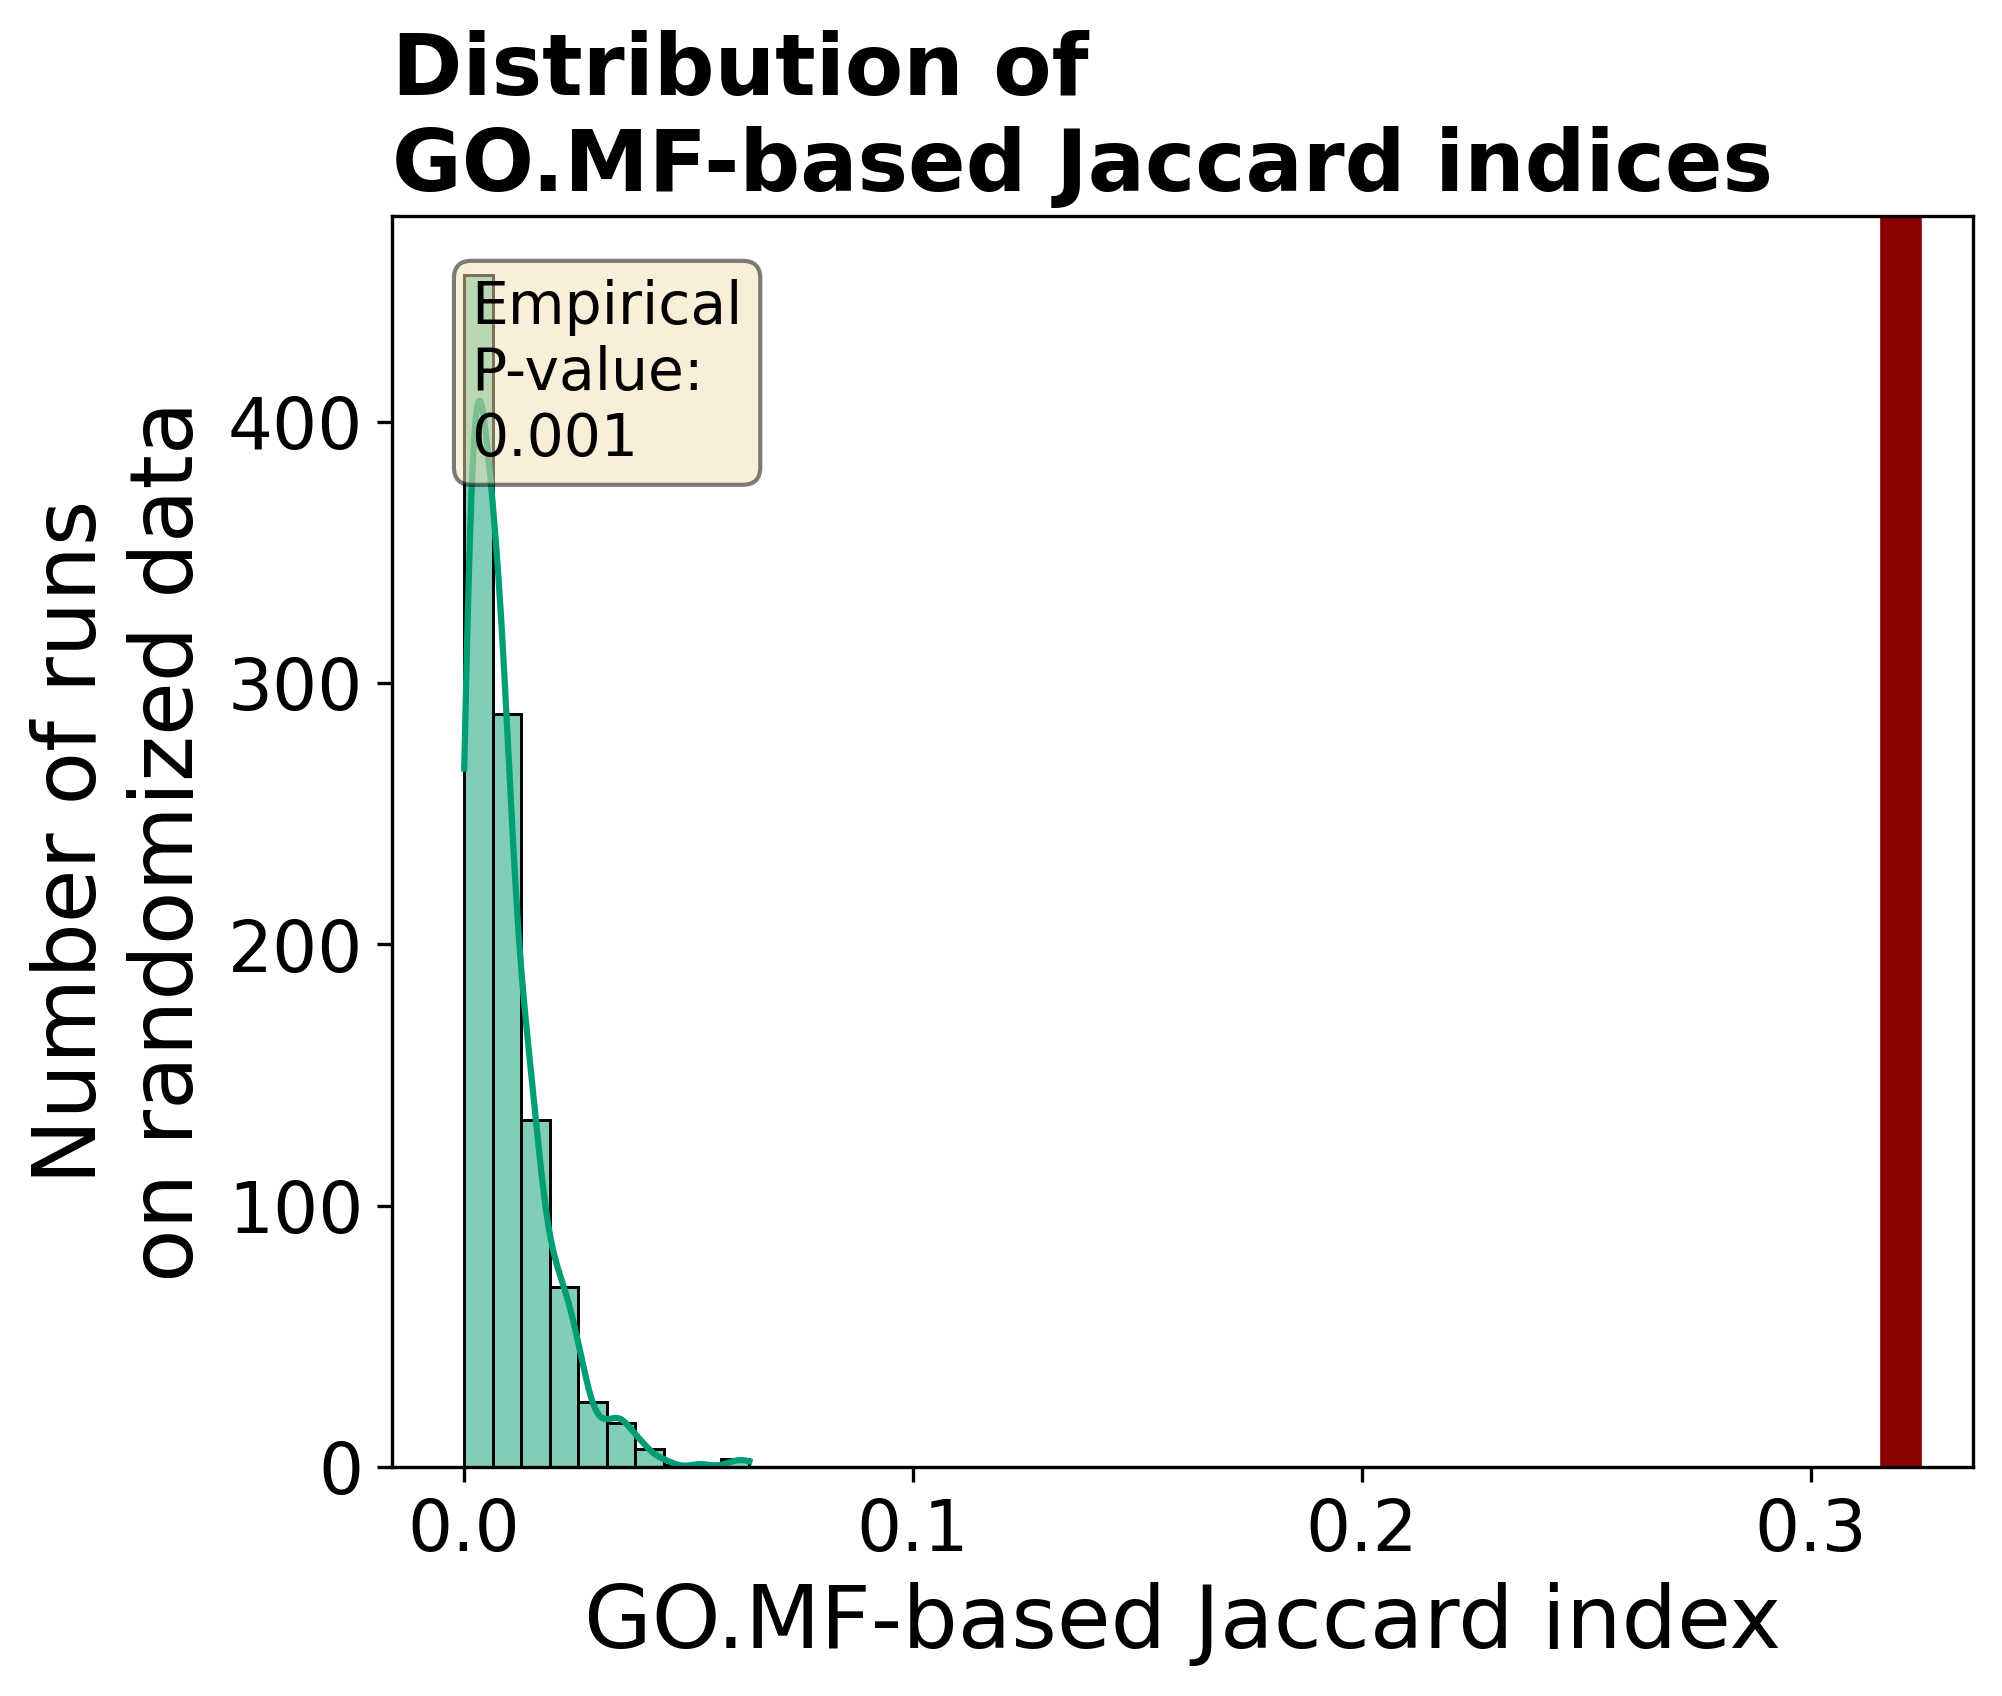 Distribution of
GO.MF-based Jaccard indices
Empirical
P-value:
0.001
Number of runs
on randomized data
400
300
200
100
0
0.0 0.1 0.2 0.3
GO.MF-based Jaccard index